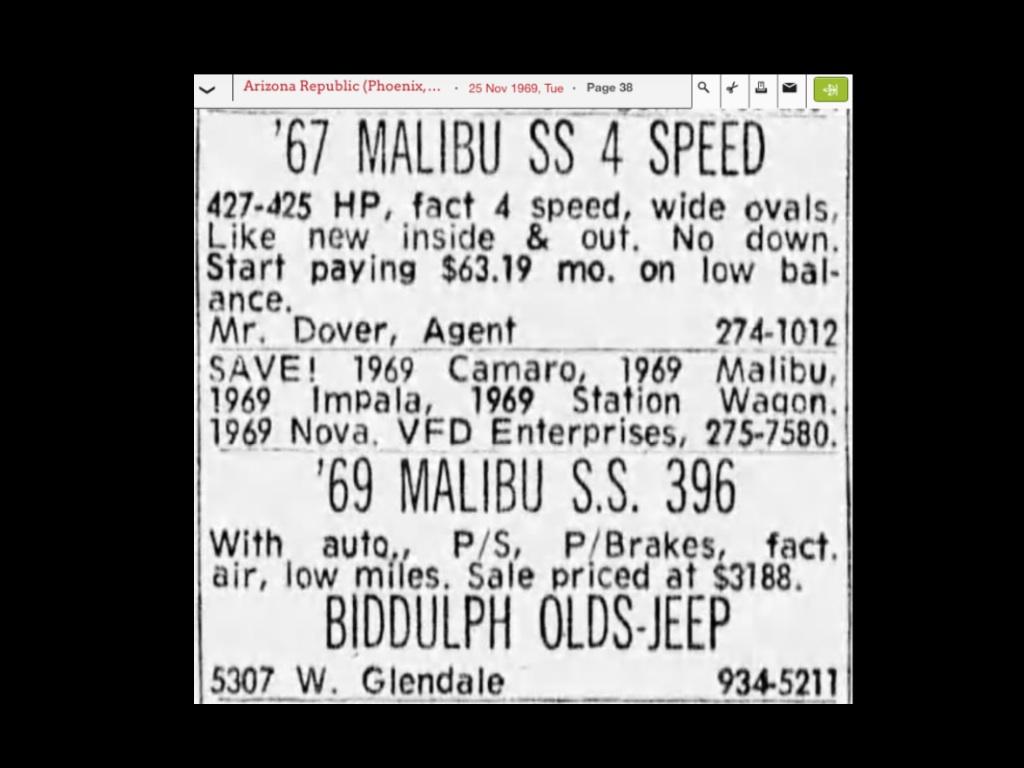 Arizona Republic (Phoenix,... · 25 Nov 1969, Tue · Page 38
'67 MALIBU SS 4 SPEED
427-425 HP, fact 4 speed, wide ovals,
Like new inside & out. No down.
Start paying $63.19 mo. on low bal-
ance.
Mr. Dover, Agent 274-1012
SAVE! 1969 Camaro, 1969 Malibu,
1969 Impala, 1969 Station Wagon.
1969 Nova. VFD Enterprises, 275-7580.
'69 MALIBU S.S. 396
With auto,, P/S, P/Brakes, fact.
air, low miles. Sale priced at $3188.
BIDDULPH OLDS-JEEP
5307 W. Glendale 934-5211